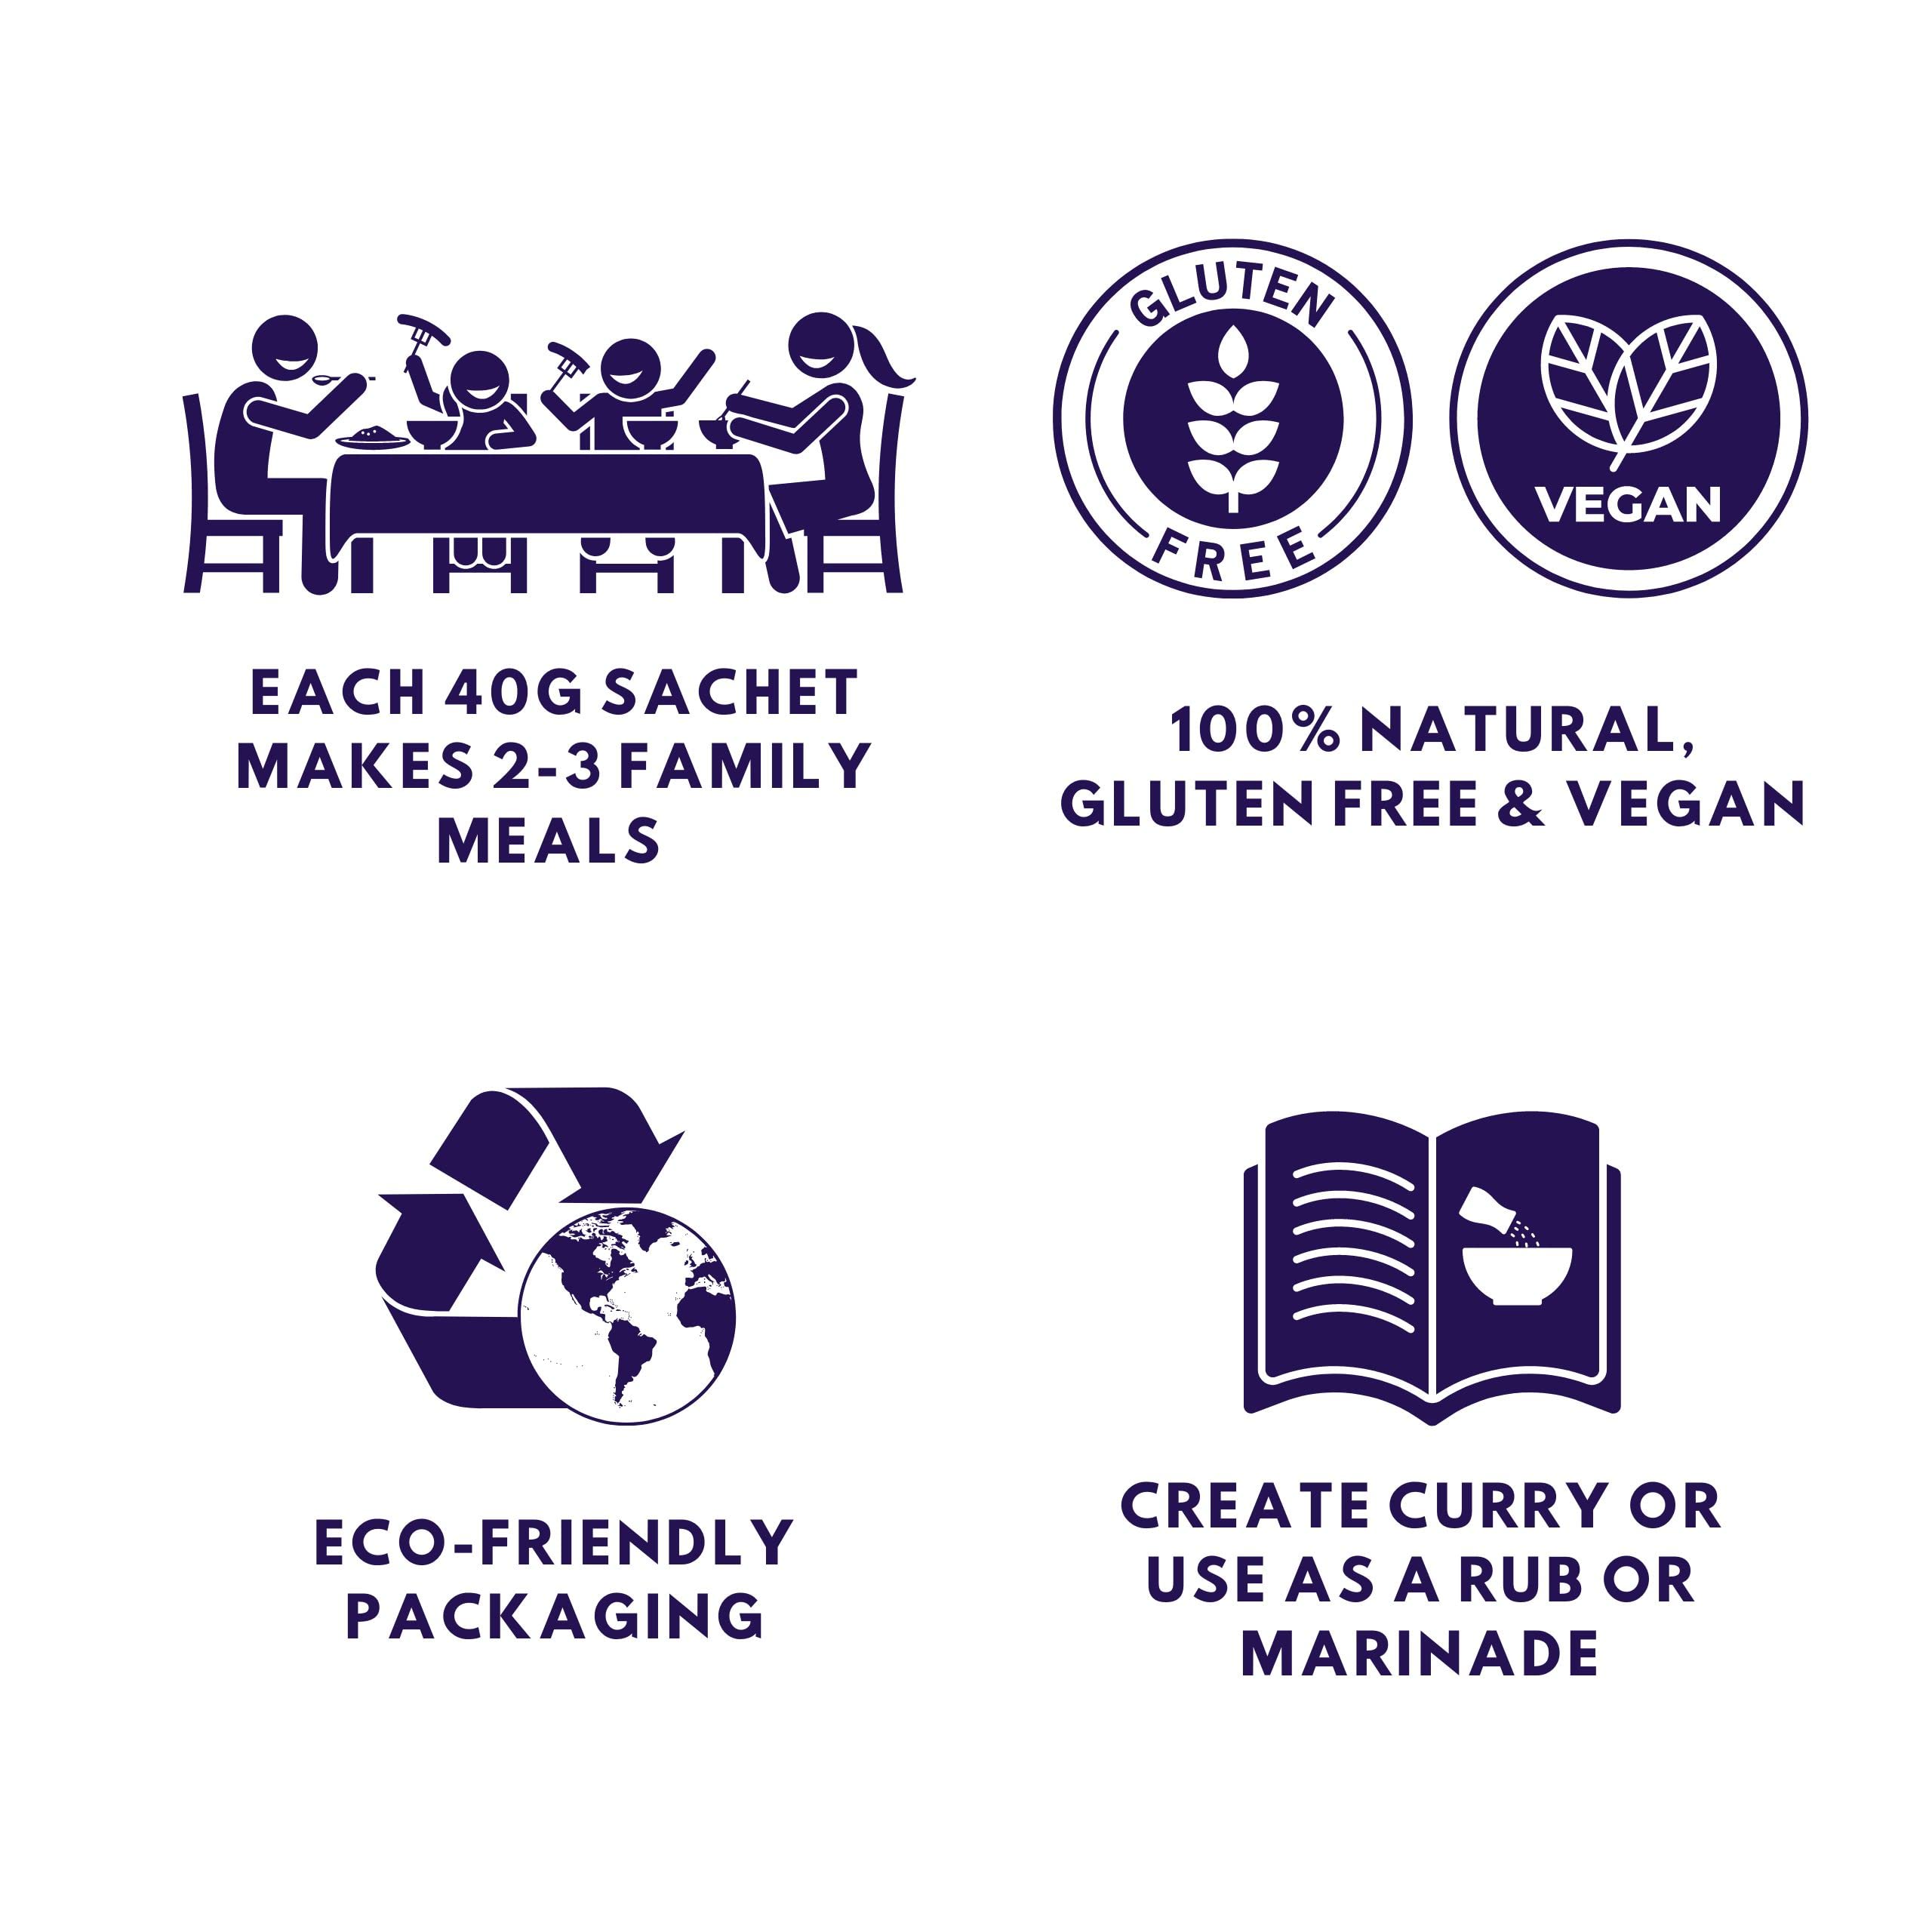 EACH 40G SACHET
MAKES 2-3 FAMILY
MEALS
GLUTEN
FREE
VEGAN
100% NATURAL,
GLUTEN FREE & VEGAN
ECO-FRIENDLY
PACKAGING
CREATE CURRY OR
USE AS A RUB OR
MARINADE